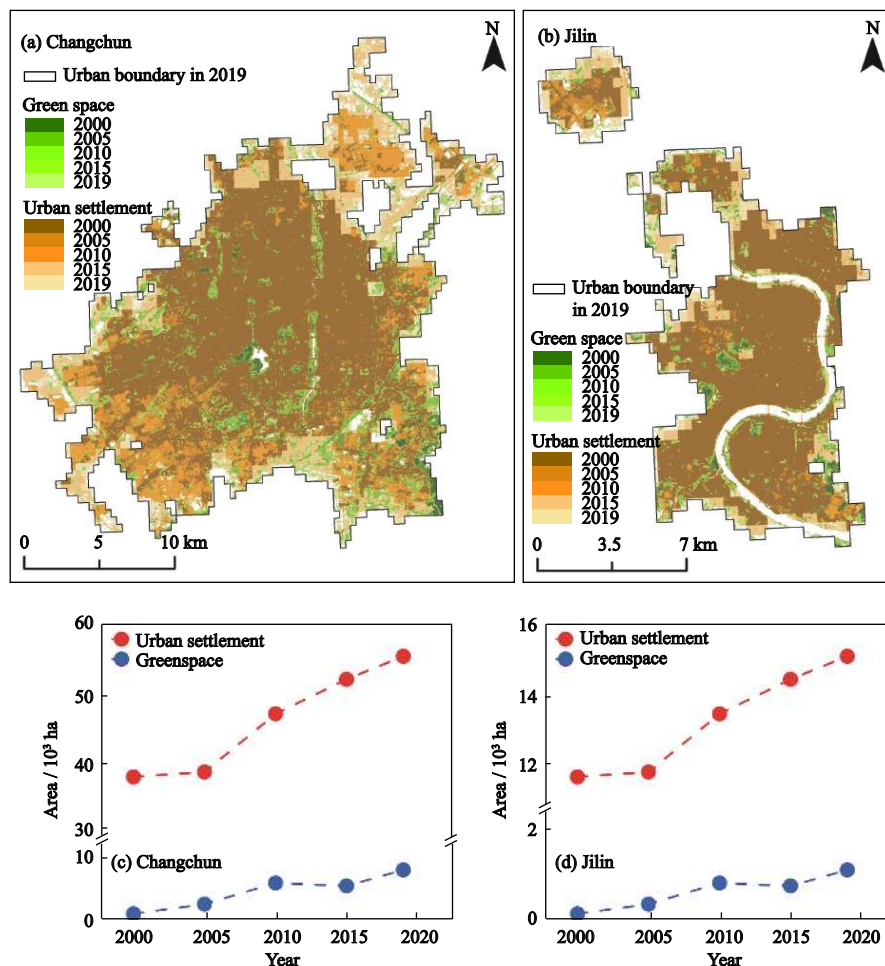 (a) Changchun
N
Urban boundary in 2019
Green space
2000
2005
2010
2015
2019
Urban settlement
2000
2005
2010
2015
2019
0 5 10 km
(b) Jilin
N
Urban boundary
in 2019
Green space
2000
2005
2010
2015
2019
Urban settlement
2000
2005
2010
2015
2019
0 3.5 7 km
60
50
40
30
10
0
Area / 10³ ha
Urban settlement
Greenspace
(c) Changchun
2000 2005 2010 2015 2020
Year
16
14
12
2
0
Area / 10³ ha
Urban settlement
Greenspace
(d) Jilin
2000 2005 2010 2015 2020
Year